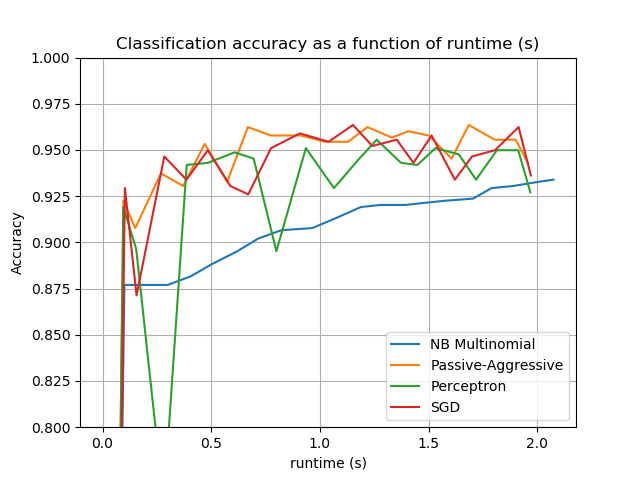 Classification accuracy as a function of runtime (s)
1.000
0.975
0.950
0.925
0.900
0.875
0.850
0.825
0.800
Accuracy
NB Multinomial
Passive-Aggressive
Perceptron
SGD
0.0 0.5 1.0 1.5 2.0
runtime (s)